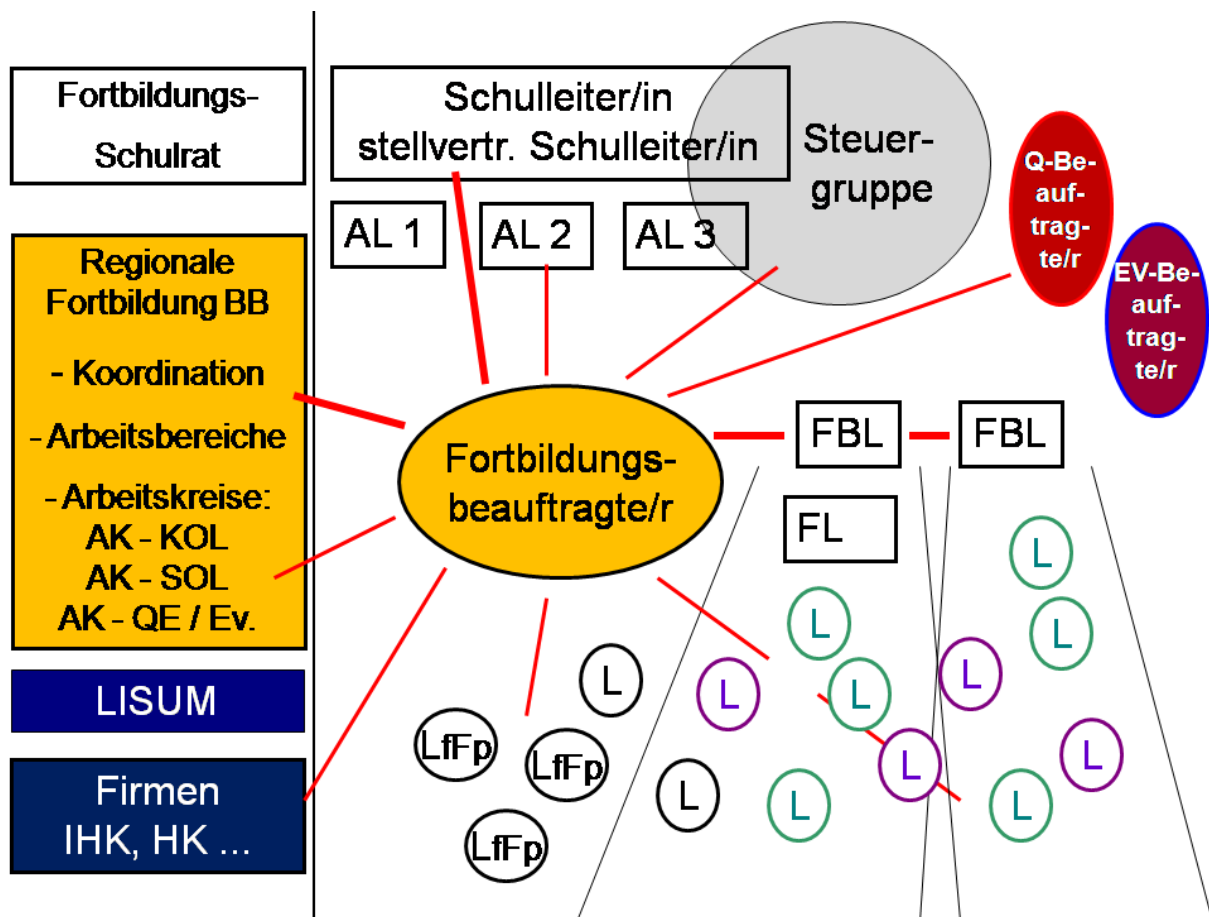 Fortbildungs-
Schulrat
Regionale
Fortbildung BB
- Koordination
- Arbeitsbereiche
- Arbeitskreise:
AK - KOL
AK - SOL
AK - QE / Ev.
LISUM
Firmen
IHK, HK ...
Schulleiter/in
stellvertr. Schulleiter/in
Steuer-
gruppe
AL 1
AL 2
AL 3
Q-Be-
auf-
trag-
te/r
EV-Be-
auf-
trag-
te/r
Fortbildungs-
beauftragte/r
FBL
FBL
FL
L
L
L
L
L
L
L
L
L
L
L
L
LfFp
LfFp
LfFp